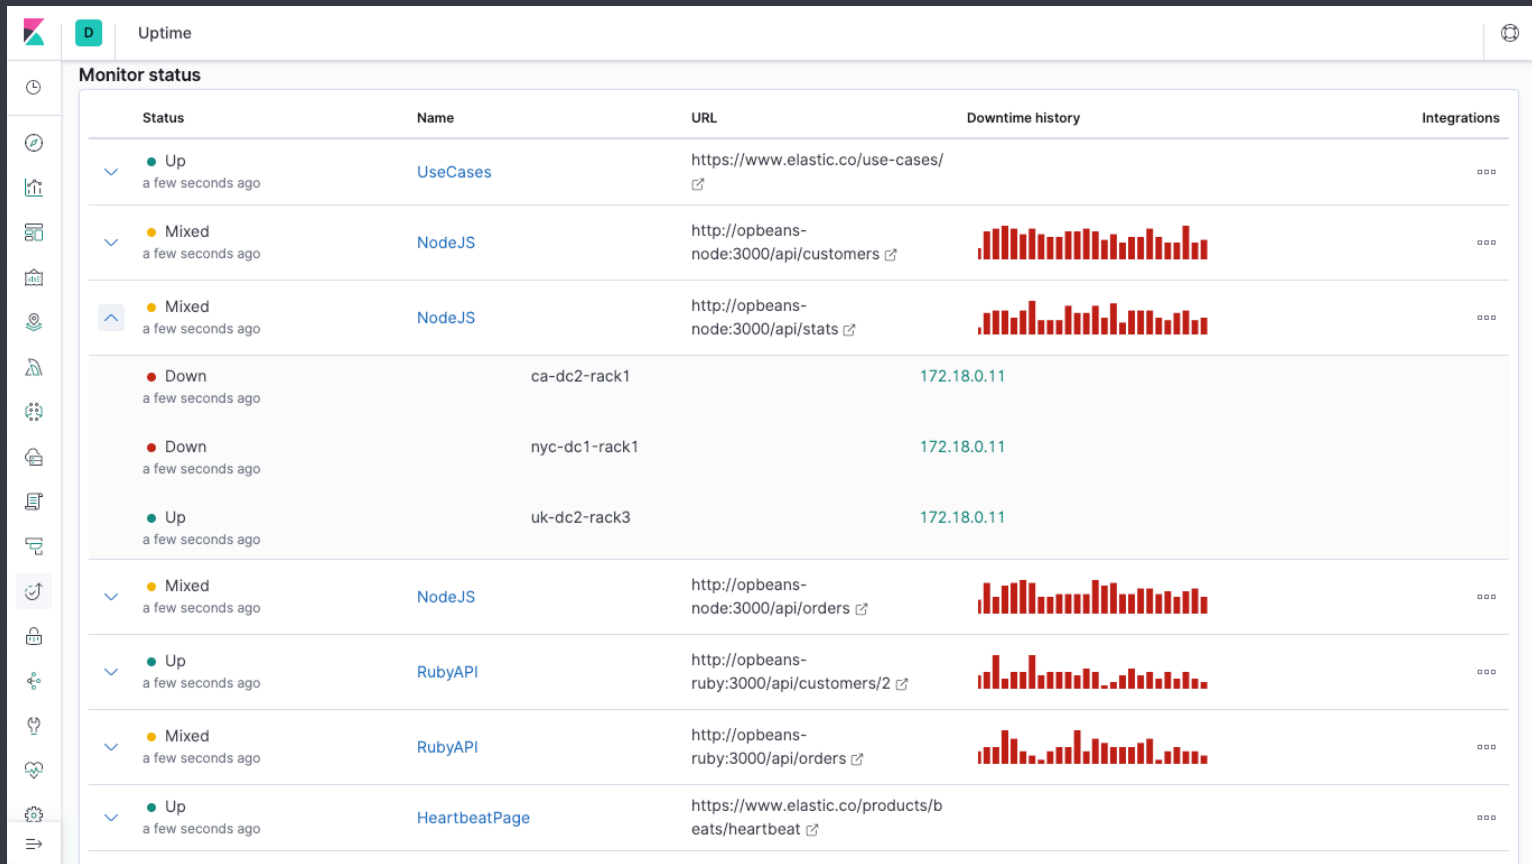 D
Uptime
Monitor status
Status Name URL Downtime history Integrations
Up
a few seconds ago
UseCases
https://www.elastic.co/use-cases/
Mixed
a few seconds ago
NodeJS
http://opbeans-
node:3000/api/customers
Mixed
a few seconds ago
NodeJS
http://opbeans-
node:3000/api/stats
Down
a few seconds ago
ca-dc2-rack1
172.18.0.11
Down
a few seconds ago
nyc-dc1-rack1
172.18.0.11
Up
a few seconds ago
uk-dc2-rack3
172.18.0.11
Mixed
a few seconds ago
NodeJS
http://opbeans-
node:3000/api/orders
Up
a few seconds ago
RubyAPI
http://opbeans-
ruby:3000/api/customers/2
Mixed
a few seconds ago
RubyAPI
http://opbeans-
ruby:3000/api/orders
Up
a few seconds ago
HeartbeatPage
https://www.elastic.co/products/b
eats/heartbeat